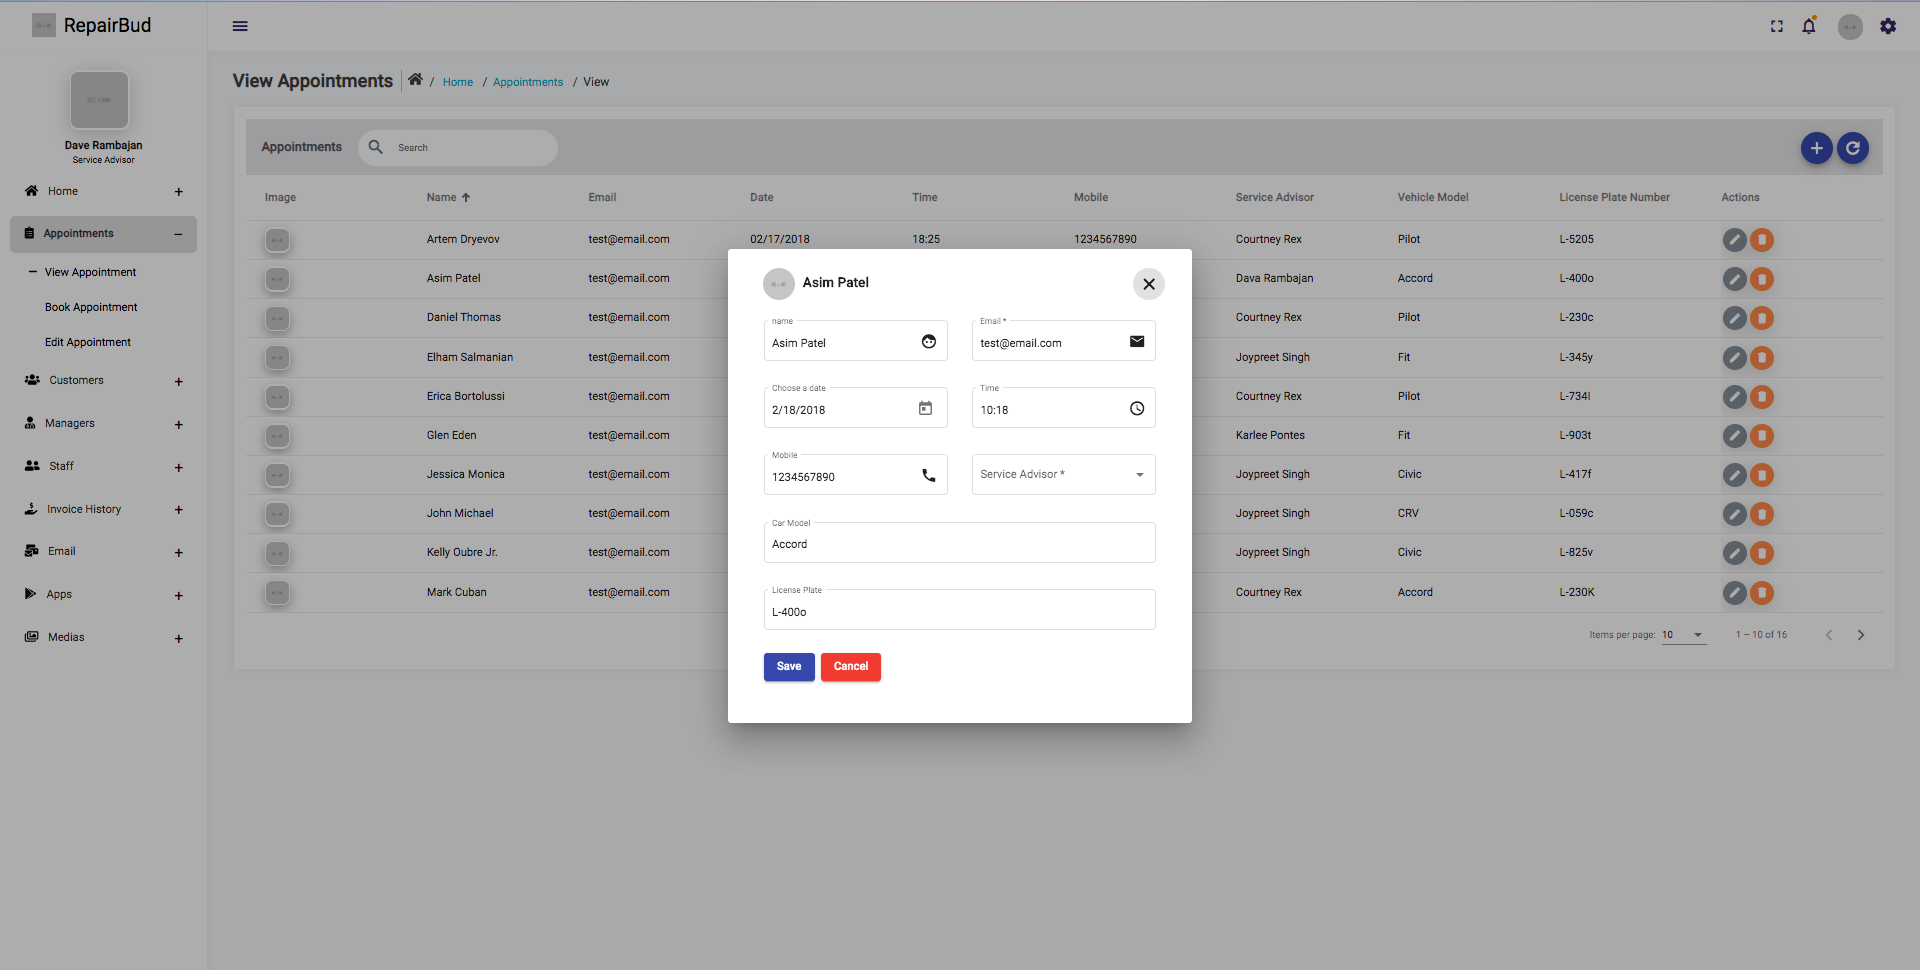 RepairBud
Dave Rambajan
Service Advisor
Home
Appointments
View Appointment
Book Appointment
Edit Appointment
Customers
Managers
Staff
Invoice History
Email
Apps
Medias
View Appointments / Home / Appointments / View
Appointments Search
Image Name Email Date Time Mobile Service Advisor Vehicle Model License Plate Number Actions
Artem Dryevov test@email.com 02/17/2018 18:25 1234567890 Courtney Rex Pilot L-5205
Asim Patel test@email.com Dava Rambajan Accord L-400o
Daniel Thomas test@email.com Courtney Rex Pilot L-230c
Elham Salmanian test@email.com Joypreet Singh Fit L-345y
Erica Bortolussi test@email.com Courtney Rex Pilot L-734l
Glen Eden test@email.com Karlee Pontes Fit L-903t
Jessica Monica test@email.com Joypreet Singh Civic L-417f
John Michael test@email.com Joypreet Singh CRV L-059c
Kelly Oubre Jr. test@email.com Joypreet Singh Civic L-825v
Mark Cuban test@email.com Courtney Rex Accord L-230K
Items per page: 10 1 – 10 of 16
Asim Patel
name
Asim Patel
Email *
test@email.com
Choose a date
2/18/2018
Time
10:18
Mobile
1234567890
Service Advisor *
Car Model
Accord
License Plate
L-400o
Save Cancel